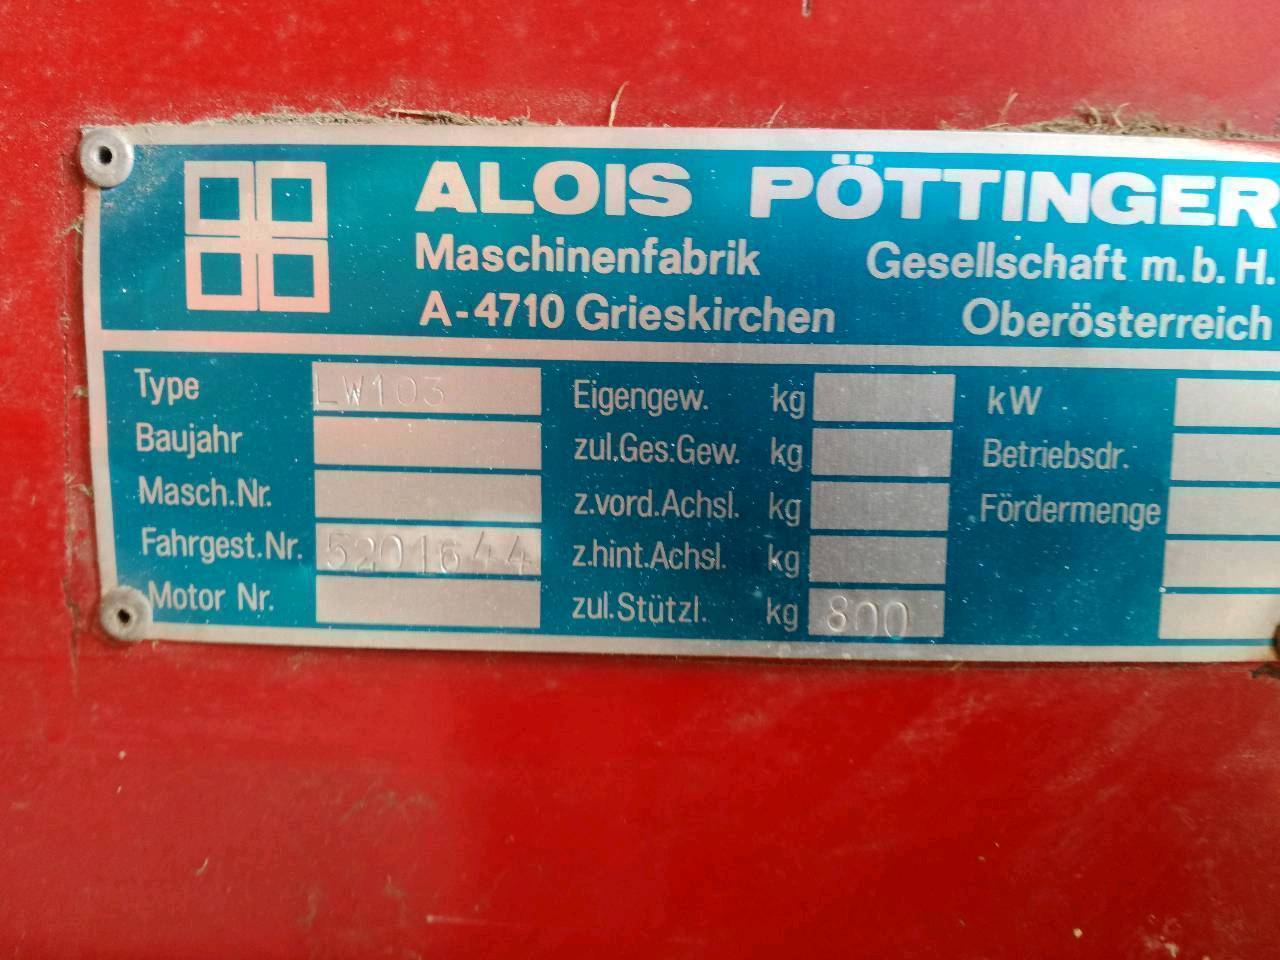 ALOIS PÖTTINGER
Maschinenfabrik Gesellschaft m.b.H.
A-4710 Grieskirchen Oberösterreich
Type LW103 Eigengew. kg kW
Baujahr zul.Ges.Gew. kg Betriebsdr.
Masch.Nr. z.vord.Achsl. kg Fördermenge
Fahrgest.Nr. 5201644 z.hint.Achsl. kg
Motor Nr. zul.Stützl. kg 800